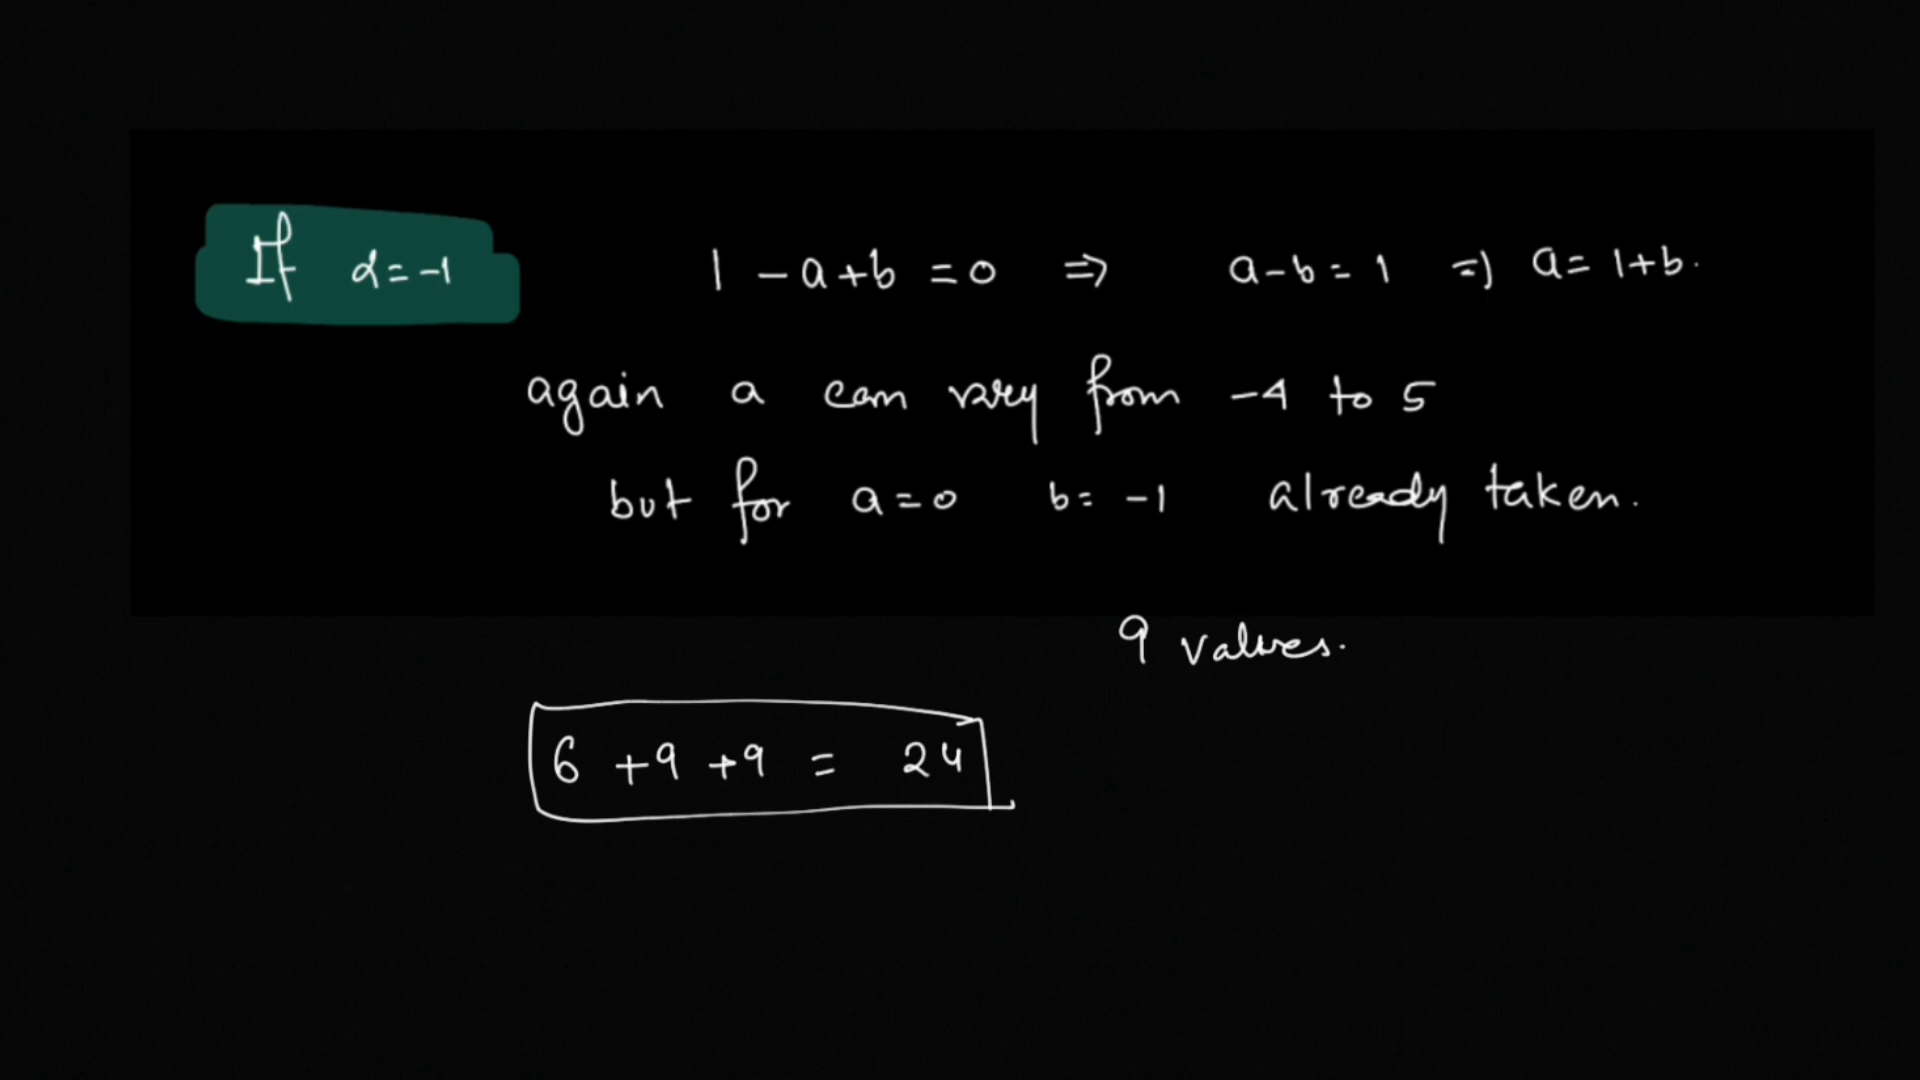 If α=-1 1 - a+b = 0 ⇒ a-b = 1 ⇒ a= 1+b.
again a can vary from -4 to 5
but for a=0 b= -1 already taken.
9 values.
6 +9 +9 = 24